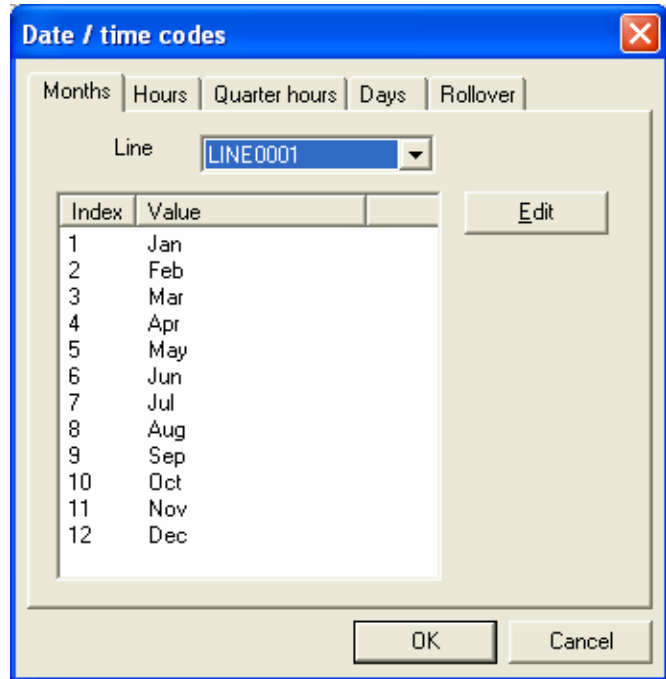 Date / time codes
Months Hours Quarter hours Days Rollover
Line LINE0001
Index Value
Edit
1 Jan
2 Feb
3 Mar
4 Apr
5 May
6 Jun
7 Jul
8 Aug
9 Sep
10 Oct
11 Nov
12 Dec
OK Cancel